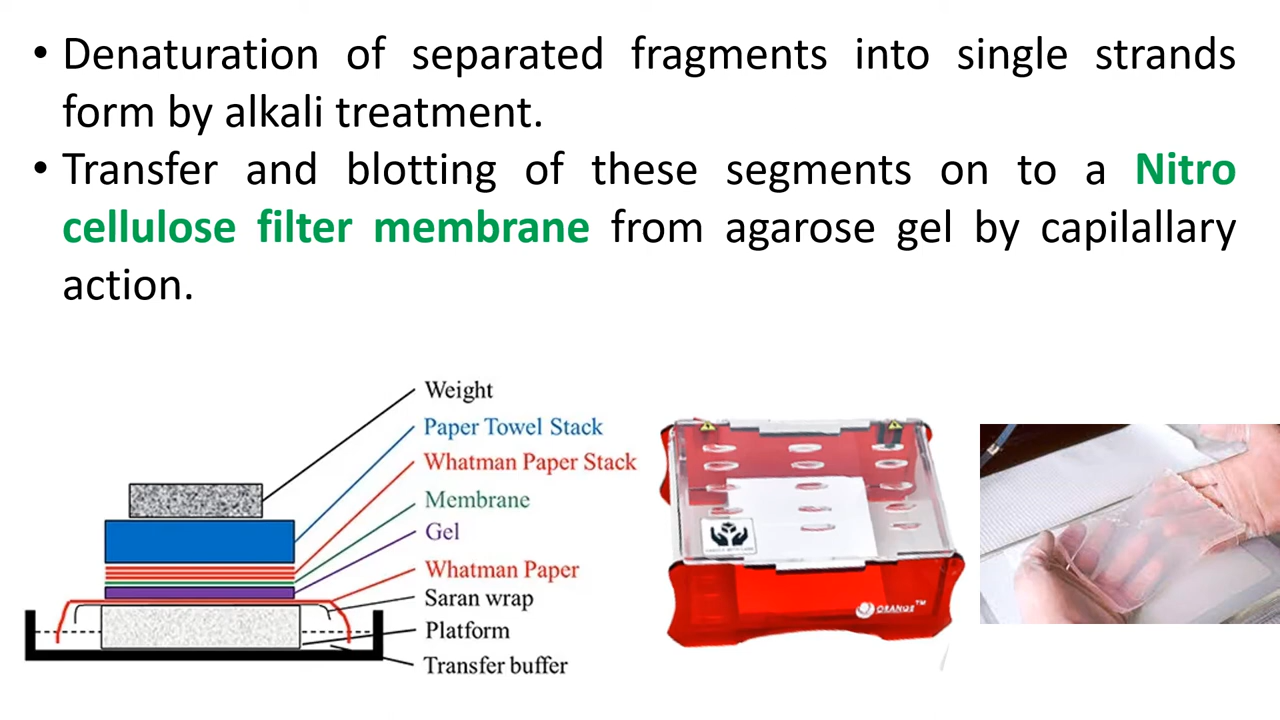 • Denaturation of separated fragments into single strands
form by alkali treatment.
• Transfer and blotting of these segments on to a Nitro
cellulose filter membrane from agarose gel by capilallary
action.
Weight
Paper Towel Stack
Whatman Paper Stack
Membrane
Gel
Whatman Paper
Saran wrap
Platform
Transfer buffer
ORANGE™